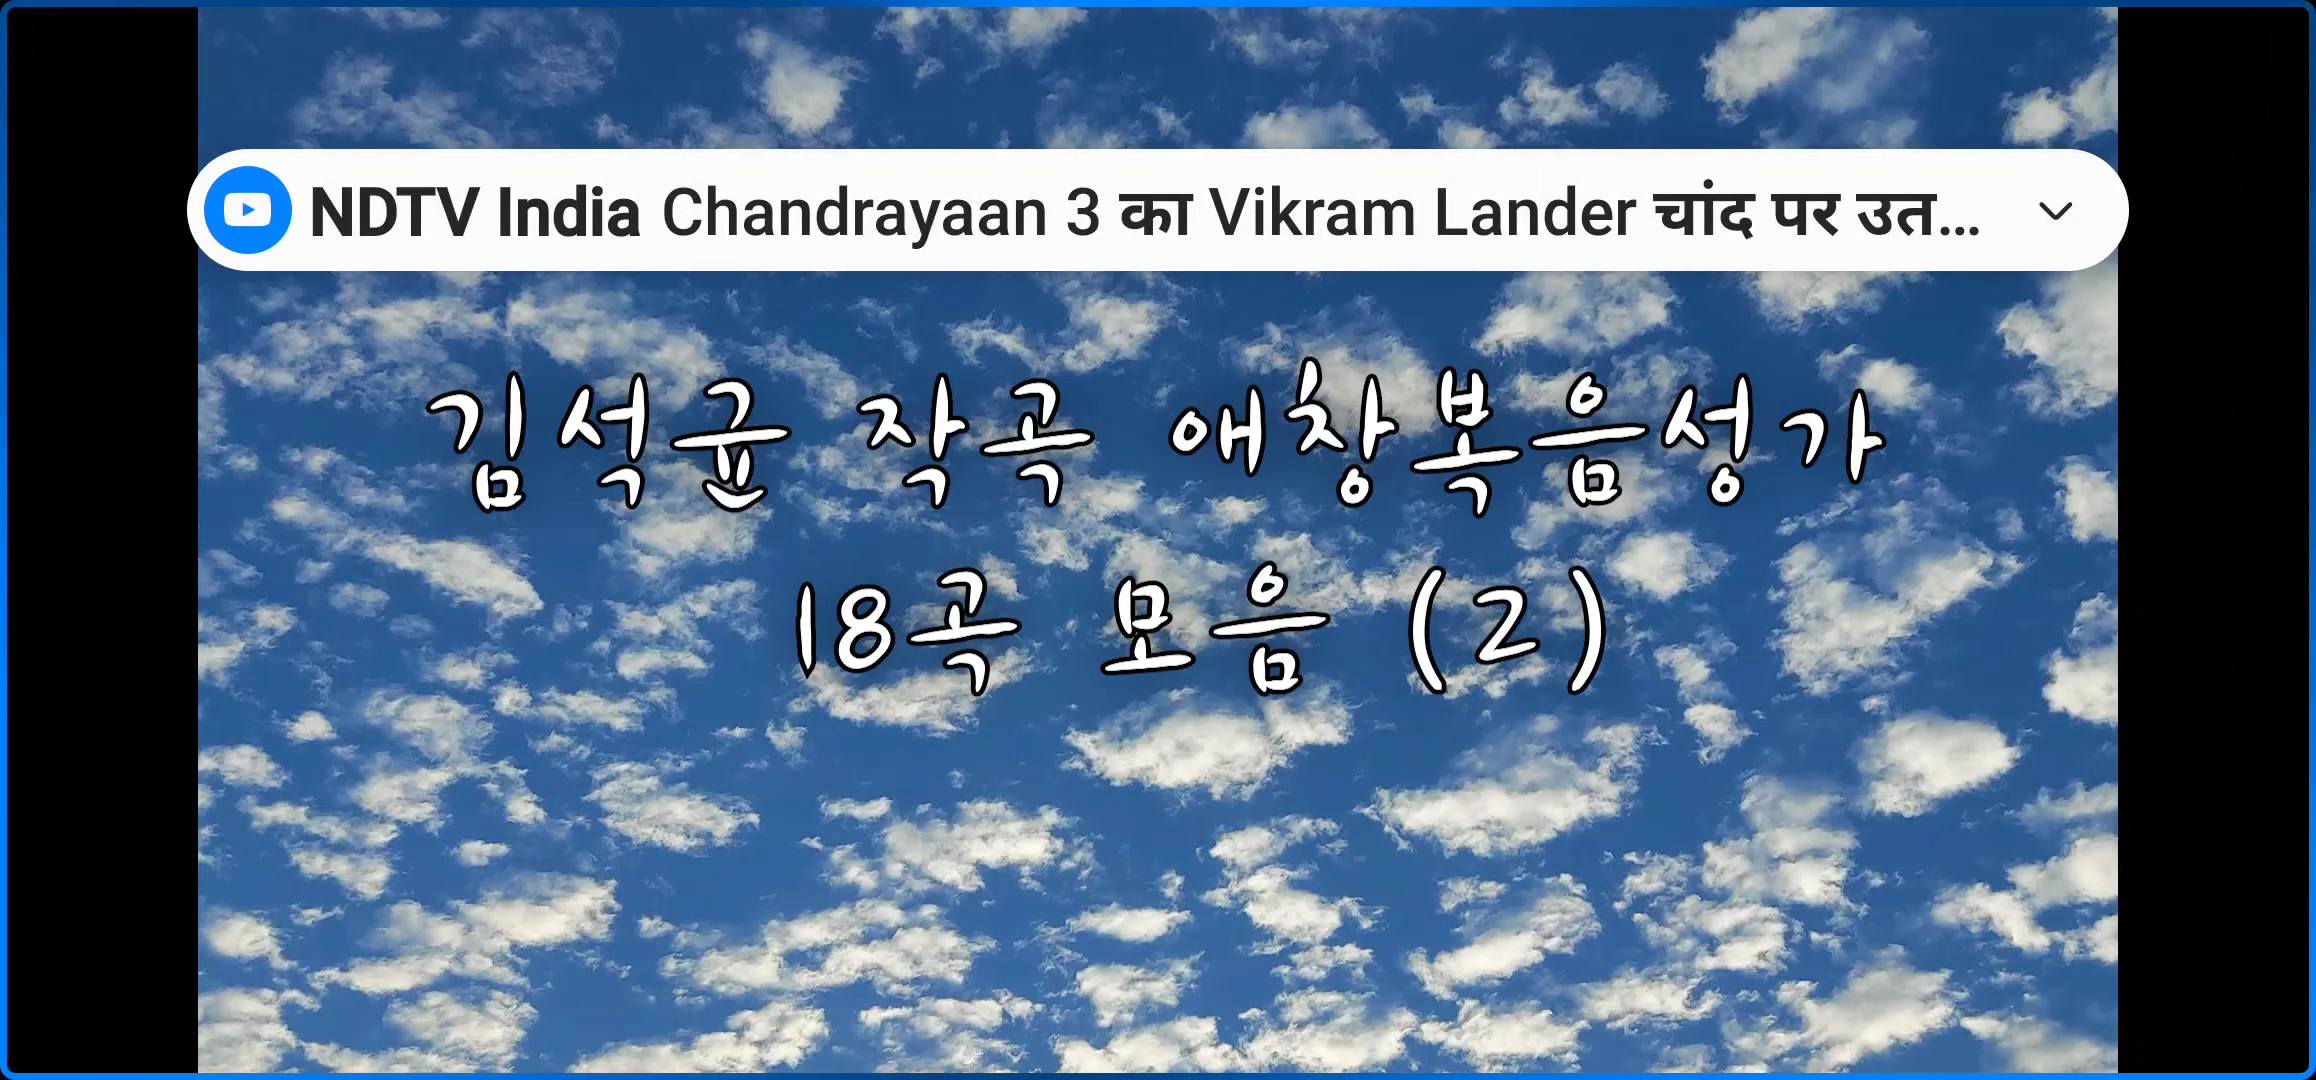 NDTV India Chandrayaan 3 का Vikram Lander चांद पर उत...
김석균 작곡 애창복음성가
18곡 모음 (2)